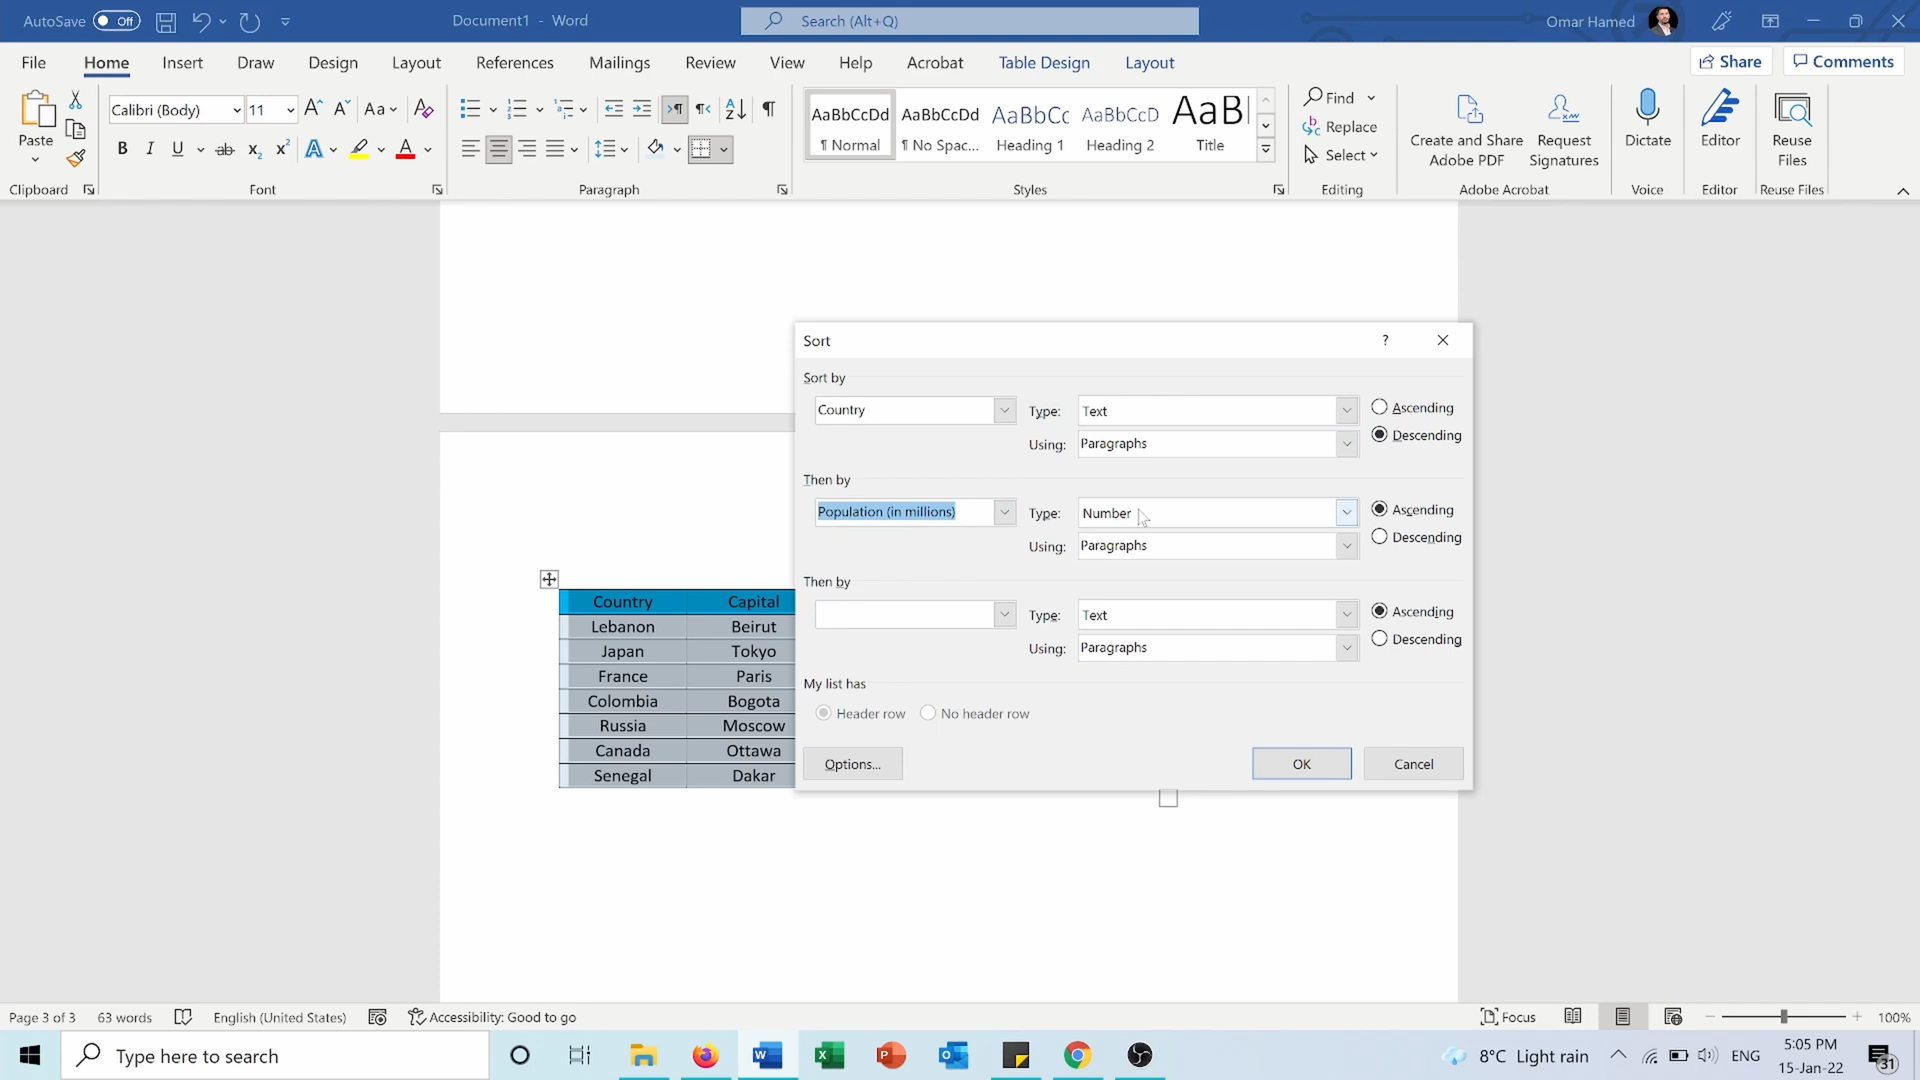 AutoSave Off Document1 - Word Search (Alt+Q) Omar Hamed
File Home Insert Draw Design Layout References Mailings Review View Help Acrobat Table Design Layout Share Comments
Paste
Clipboard
Calibri (Body) 11
Font
Paragraph
AaBbCcDd AaBbCcDd AaBbCc AaBbCcD AaB
¶ Normal ¶ No Spac... Heading 1 Heading 2 Title
Styles
Find
Replace
Select
Editing
Create and Share Adobe PDF
Request Signatures
Adobe Acrobat
Dictate
Voice
Editor
Editor
Reuse Files
Reuse Files
Sort ?
Sort by
Country Type: Text Ascending
Using: Paragraphs Descending
Then by
Population (in millions) Type: Number Ascending
Using: Paragraphs Descending
Then by
Type: Text Ascending
Using: Paragraphs Descending
My list has
Header row No header row
Options... OK Cancel
Country Capital
Lebanon Beirut
Japan Tokyo
France Paris
Colombia Bogota
Russia Moscow
Canada Ottawa
Senegal Dakar
Page 3 of 3 63 words English (United States) Accessibility: Good to go Focus 100%
Type here to search 8°C Light rain ENG 5:05 PM
15-Jan-22 31